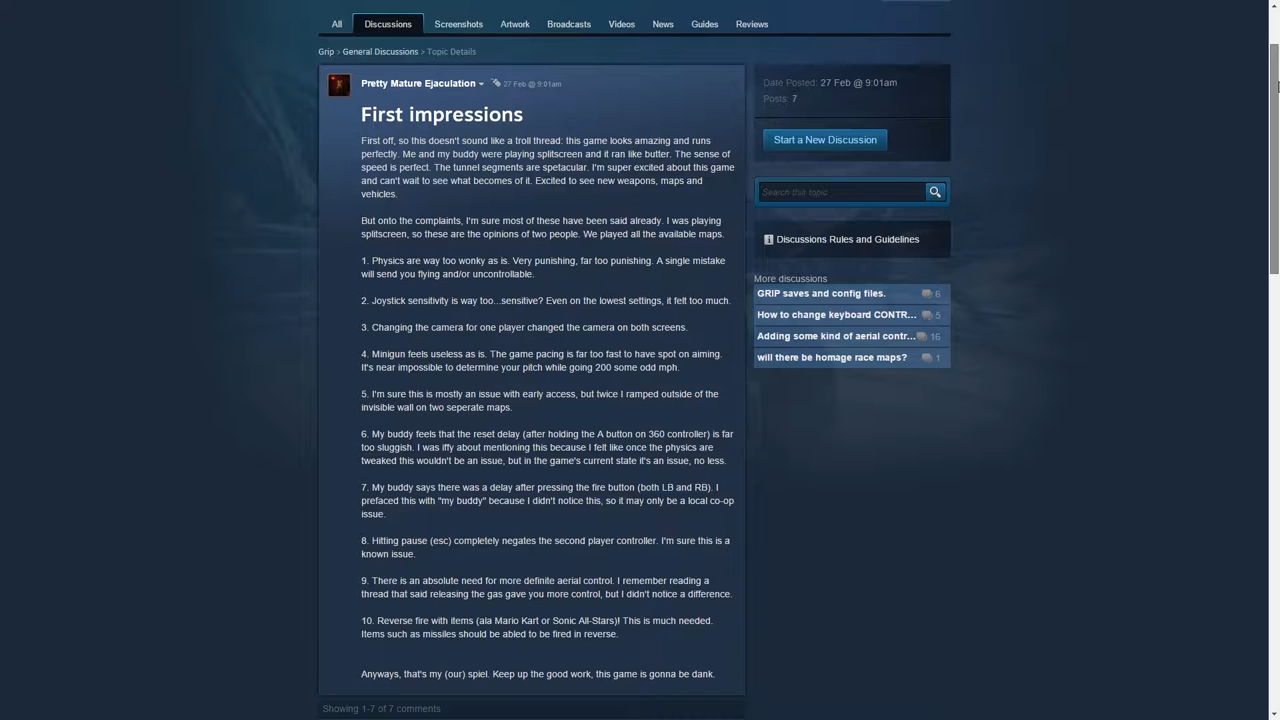 All Discussions Screenshots Artwork Broadcasts Videos News Guides Reviews
Grip > General Discussions > Topic Details
Pretty Mature Ejaculation 27 Feb @ 9:01am
First impressions
First off, so this doesn't sound like a troll thread: this game looks amazing and runs
perfectly. Me and my buddy were playing splitscreen and it ran like butter. The sense of
speed is perfect. The tunnel segments are spetacular. I'm super excited about this game
and can't wait to see what becomes of it. Excited to see new weapons, maps and
vehicles.
But onto the complaints, I'm sure most of these have been said already. I was playing
splitscreen, so these are the opinions of two people. We played all the available maps.
1. Physics are way too wonky as is. Very punishing, far too punishing. A single mistake
will send you flying and/or uncontrollable.
2. Joystick sensitivity is way too...sensitive? Even on the lowest settings, it felt too much.
3. Changing the camera for one player changed the camera on both screens.
4. Minigun feels useless as is. The game pacing is far too fast to have spot on aiming.
It's near impossible to determine your pitch while going 200 some odd mph.
5. I'm sure this is mostly an issue with early access, but twice I ramped outside of the
invisible wall on two seperate maps.
6. My buddy feels that the reset delay (after holding the A button on 360 controller) is far
too sluggish. I was iffy about mentioning this because I felt like once the physics are
tweaked this wouldn't be an issue, but in the game's current state it's an issue, no less.
7. My buddy says there was a delay after pressing the fire button (both LB and RB). I
prefaced this with "my buddy" because I didn't notice this, so it may only be a local co-op
issue.
8. Hitting pause (esc) completely negates the second player controller. I'm sure this is a
known issue.
9. There is an absolute need for more definite aerial control. I remember reading a
thread that said releasing the gas gave you more control, but I didn't notice a difference.
10. Reverse fire with items (ala Mario Kart or Sonic All-Stars)! This is much needed.
Items such as missiles should be abled to be fired in reverse.
Anyways, that's my (our) spiel. Keep up the good work, this game is gonna be dank.
Showing 1-7 of 7 comments
Date Posted: 27 Feb @ 9:01am
Posts: 7
Start a New Discussion
Search this topic
Discussions Rules and Guidelines
More discussions
GRIP saves and config files. 6
How to change keyboard CONTR... 5
Adding some kind of aerial contr... 16
will there be homage race maps? 1